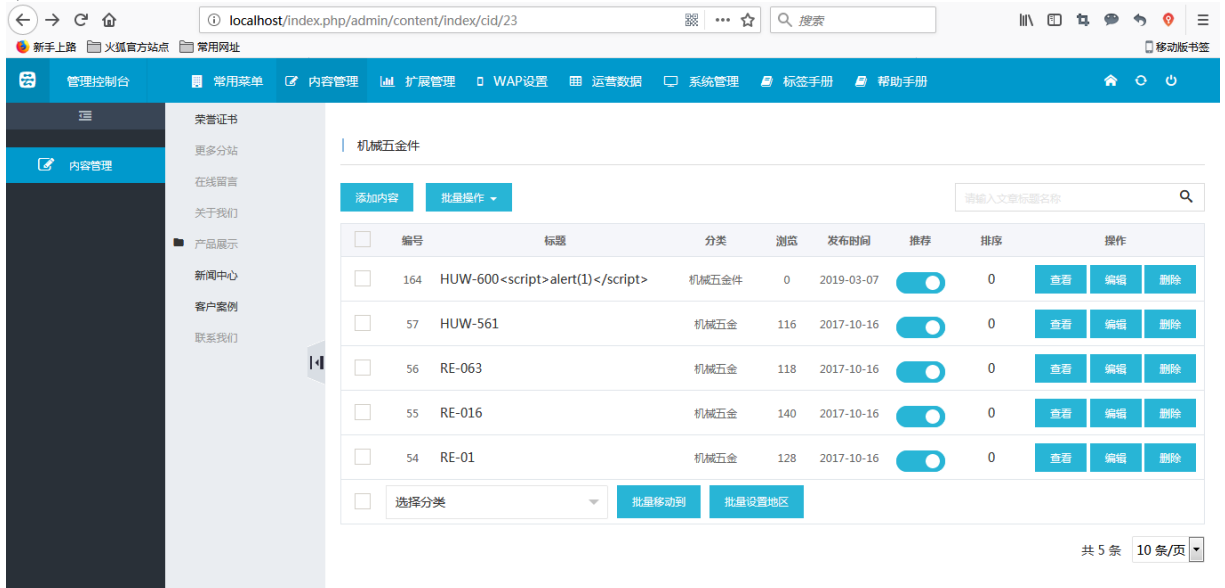 localhost/index.php/admin/content/index/cid/23
搜索
新手上路 火狐官方站点 常用网址 移动版书签
管理控制台 常用菜单 内容管理 扩展管理 WAP设置 运营数据 系统管理 标签手册 帮助手册
内容管理
荣誉证书
更多分站
在线留言
关于我们
产品展示
新闻中心
客户案例
联系我们
机械五金件
添加内容 批量操作 请输入文章标题名称
编号 标题 分类 浏览 发布时间 推荐 排序 操作
164 HUW-600<script>alert(1)</script> 机械五金件 0 2019-03-07 0 查看 编辑 删除
57 HUW-561 机械五金 116 2017-10-16 0 查看 编辑 删除
56 RE-063 机械五金 118 2017-10-16 0 查看 编辑 删除
55 RE-016 机械五金 140 2017-10-16 0 查看 编辑 删除
54 RE-01 机械五金 128 2017-10-16 0 查看 编辑 删除
选择分类 批量移动到 批量设置地区
共 5 条 10 条/页